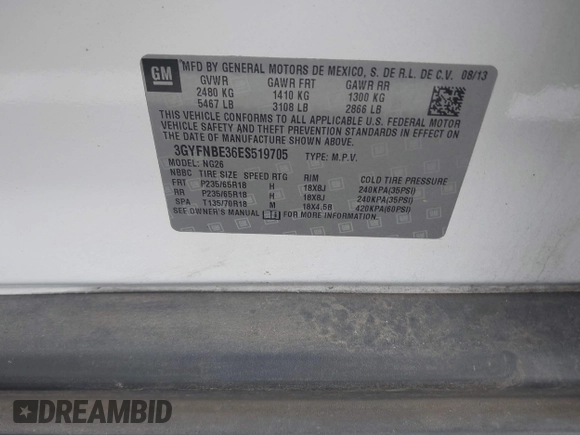 GM
MFD BY GENERAL MOTORS DE MEXICO, S. DE R.L. DE C.V. 08/13
GVWR GAWR FRT GAWR RR
2480 KG 1410 KG 1300 KG
5467 LB 3108 LB 2866 LB
THIS VEHICLE CONFORMS TO ALL APPLICABLE U.S. FEDERAL MOTOR
VEHICLE SAFETY AND THEFT PREVENTION STANDARDS IN EFFECT ON THE
DATE OF MANUFACTURE SHOWN ABOVE.
3GYFNBE36ES519705 TYPE: M.P.V.
MODEL: NG26
NBBC TIRE SIZE SPEED RTG RIM COLD TIRE PRESSURE
FRT P235/65R18 H 18X8J 240KPA(35PSI)
RR P235/65R18 H 18X8J 240KPA(35PSI)
SPA T135/70R18 M 18X4.5B 420KPA(60PSI)
SEE OWNER'S MANUAL FOR MORE INFORMATION.
DREAMBID